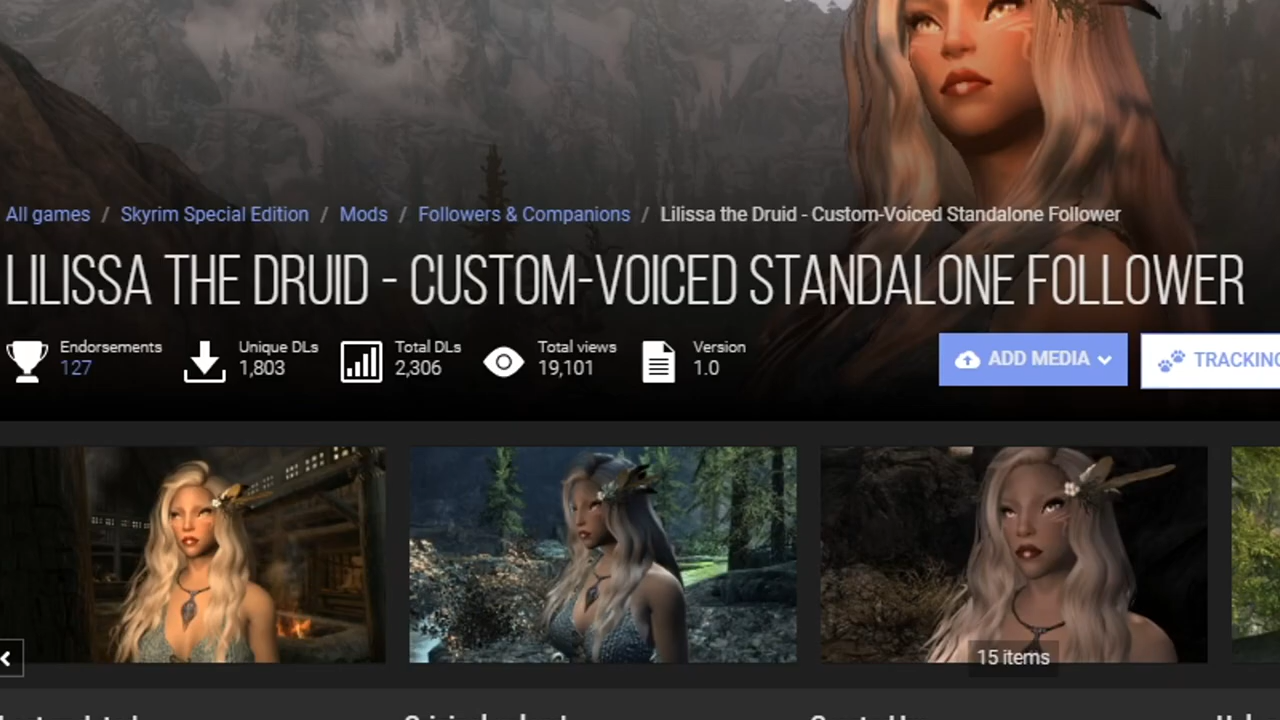 All games / Skyrim Special Edition / Mods / Followers & Companions / Lilissa the Druid - Custom-Voiced Standalone Follower
LILISSA THE DRUID - CUSTOM-VOICED STANDALONE FOLLOWER
Endorsements Unique DLs Total DLs Total views Version
127 1,803 2,306 19,101 1.0
ADD MEDIA TRACKING
15 items